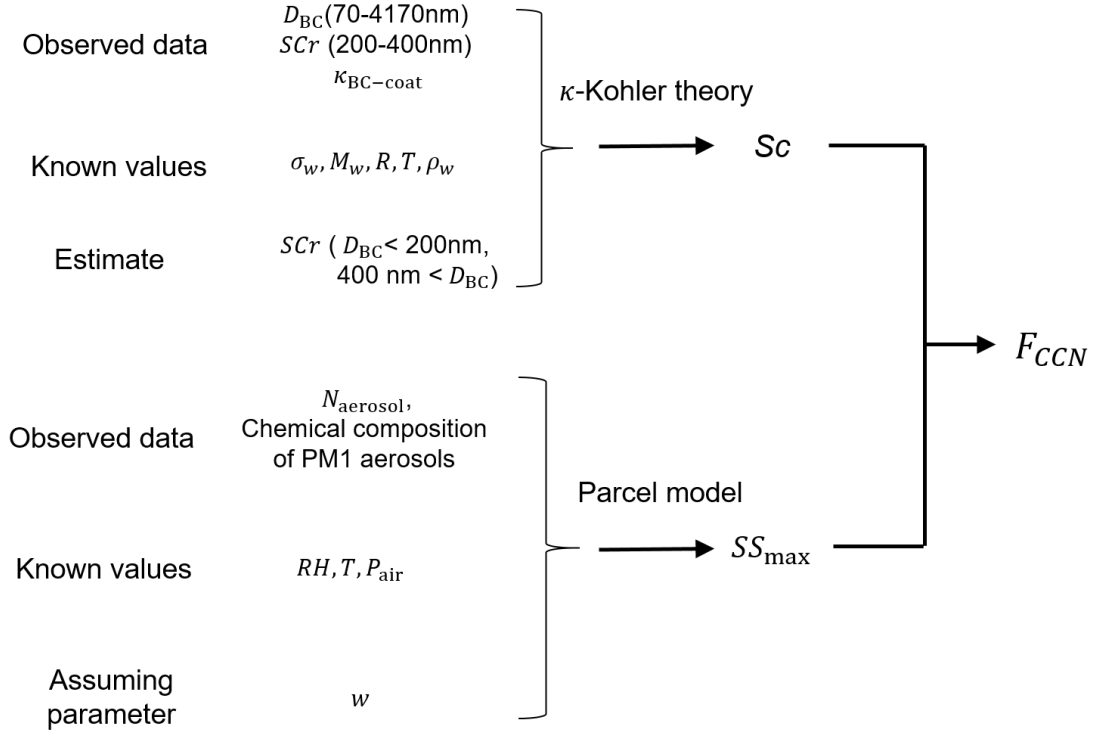 Observed data
D_BC(70-4170nm)
SCr (200-400nm)
κ_BC−coat
κ-Kohler theory
Known values
σ_w, M_w, R, T, ρ_w
Sc
Estimate
SCr ( D_BC< 200nm,
400 nm < D_BC)
F_CCN
Observed data
N_aerosol,
Chemical composition
of PM1 aerosols
Parcel model
Known values
RH, T, P_air
SS_max
Assuming
parameter
w